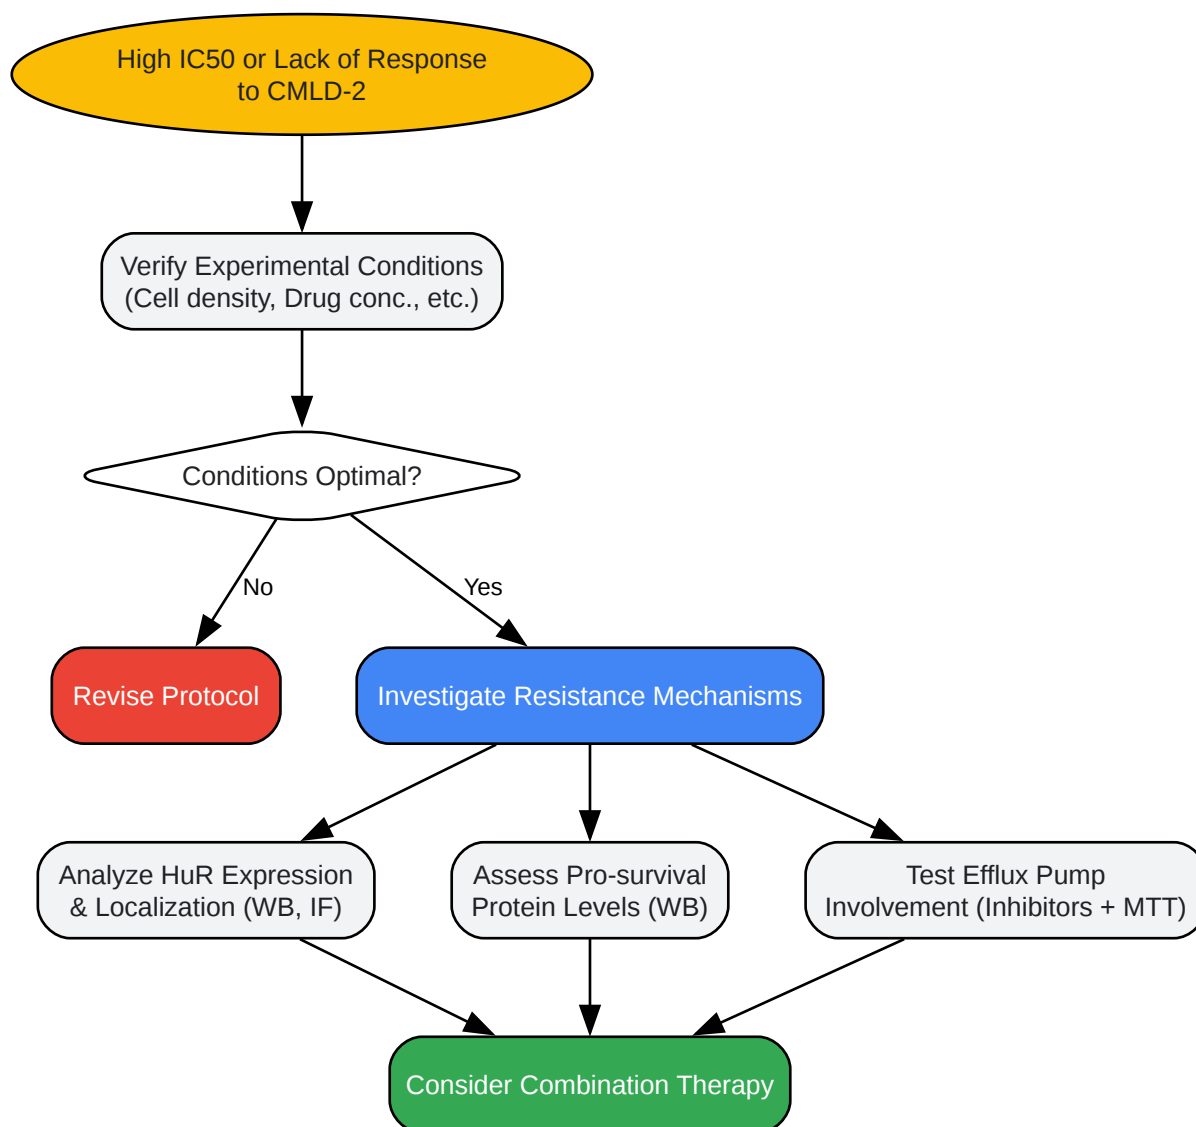 High IC50 or Lack of Response
to CMLD-2
Verify Experimental Conditions
(Cell density, Drug conc., etc.)
Conditions Optimal?
No
Yes
Revise Protocol
Investigate Resistance Mechanisms
Analyze HuR Expression
& Localization (WB, IF)
Assess Pro-survival
Protein Levels (WB)
Test Efflux Pump
Involvement (Inhibitors + MTT)
Consider Combination Therapy